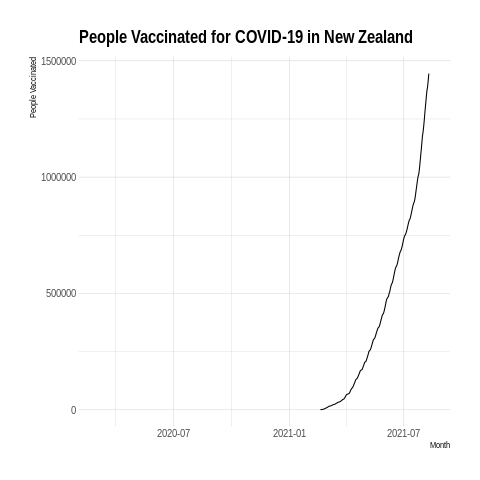 People Vaccinated for COVID-19 in New Zealand
People Vaccinated
1500000
1000000
500000
0
2020-07
2021-01
2021-07
Month